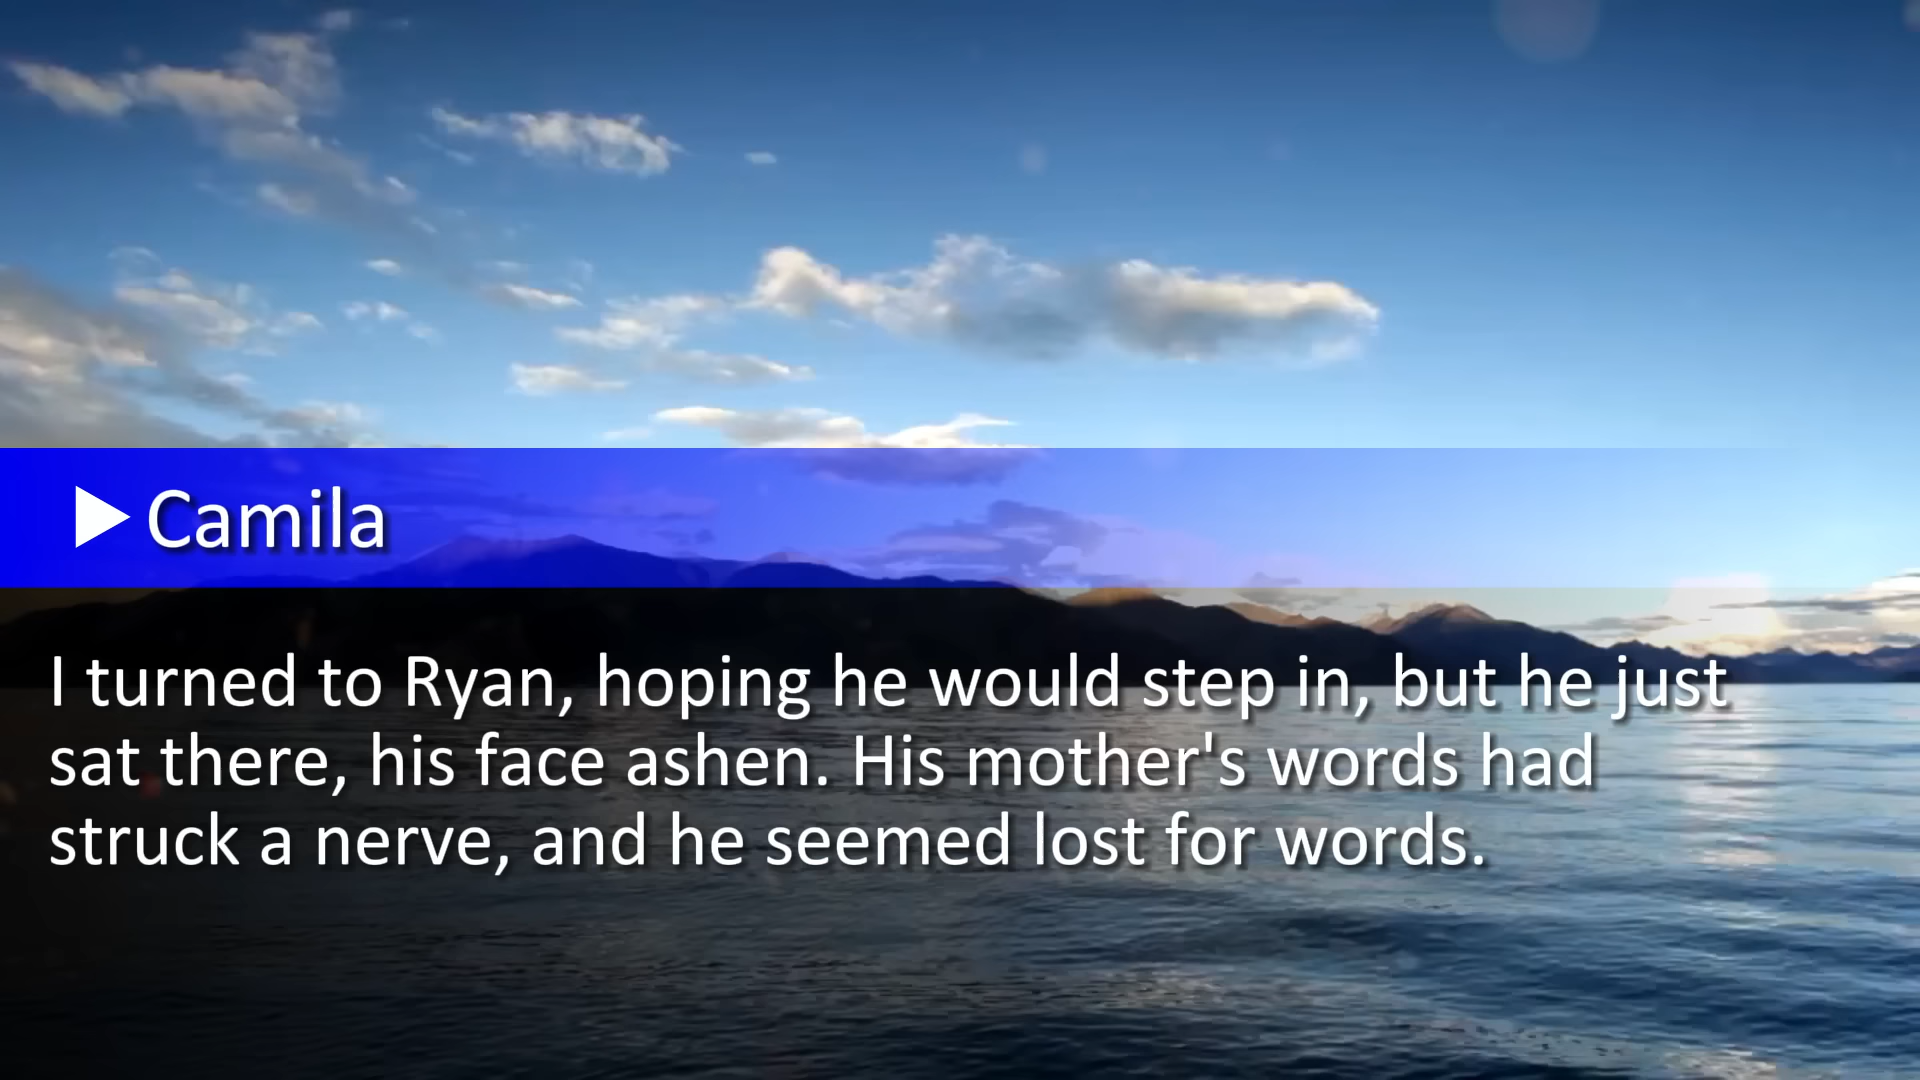 Camila
I turned to Ryan, hoping he would step in, but he just
sat there, his face ashen. His mother's words had
struck a nerve, and he seemed lost for words.